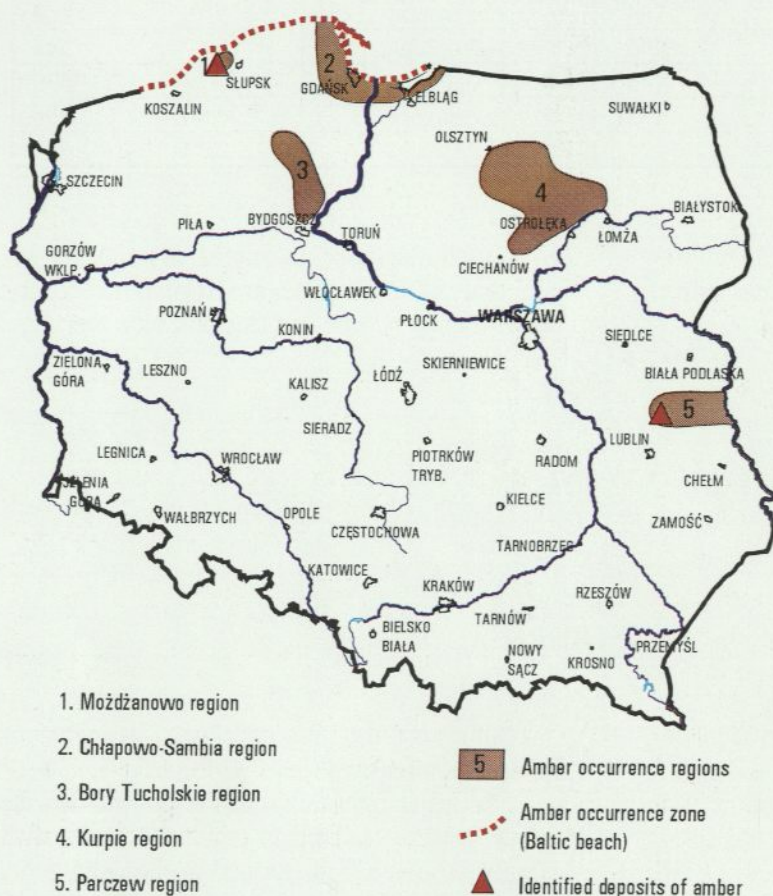 1
SŁUPSK
KOSZALIN
2
GDAŃSK
ELBLĄG
SUWAŁKI
OLSZTYN
SZCZECIN
3
4
PIŁA
BYDGOSZCZ
TORUŃ
OSTROŁĘKA
ŁOMŻA
BIAŁYSTOK
GORZÓW
WKLP.
CIECHANÓW
WŁOCŁAWEK
PŁOCK
POZNAŃ
KONIN
WARSZAWA
SIEDLCE
BIAŁA PODLASKA
ZIELONA
GÓRA
LESZNO
KALISZ
ŁÓDŹ
SKIERNIEWICE
5
SIERADZ
LUBLIN
LEGNICA
WROCŁAW
PIOTRKÓW
TRYB.
RADOM
CHEŁM
JELENIA
GÓRA
WAŁBRZYCH
OPOLE
CZĘSTOCHOWA
KIELCE
ZAMOŚĆ
TARNOBRZEG
KATOWICE
KRAKÓW
TARNÓW
RZESZÓW
BIELSKO
BIAŁA
NOWY
SĄCZ
KROSNO
PRZEMYŚL
1. Możdżanowo region
2. Chłapowo-Sambia region
3. Bory Tucholskie region
4. Kurpie region
5. Parczew region
5 Amber occurrence regions
Amber occurrence zone
(Baltic beach)
Identified deposits of amber